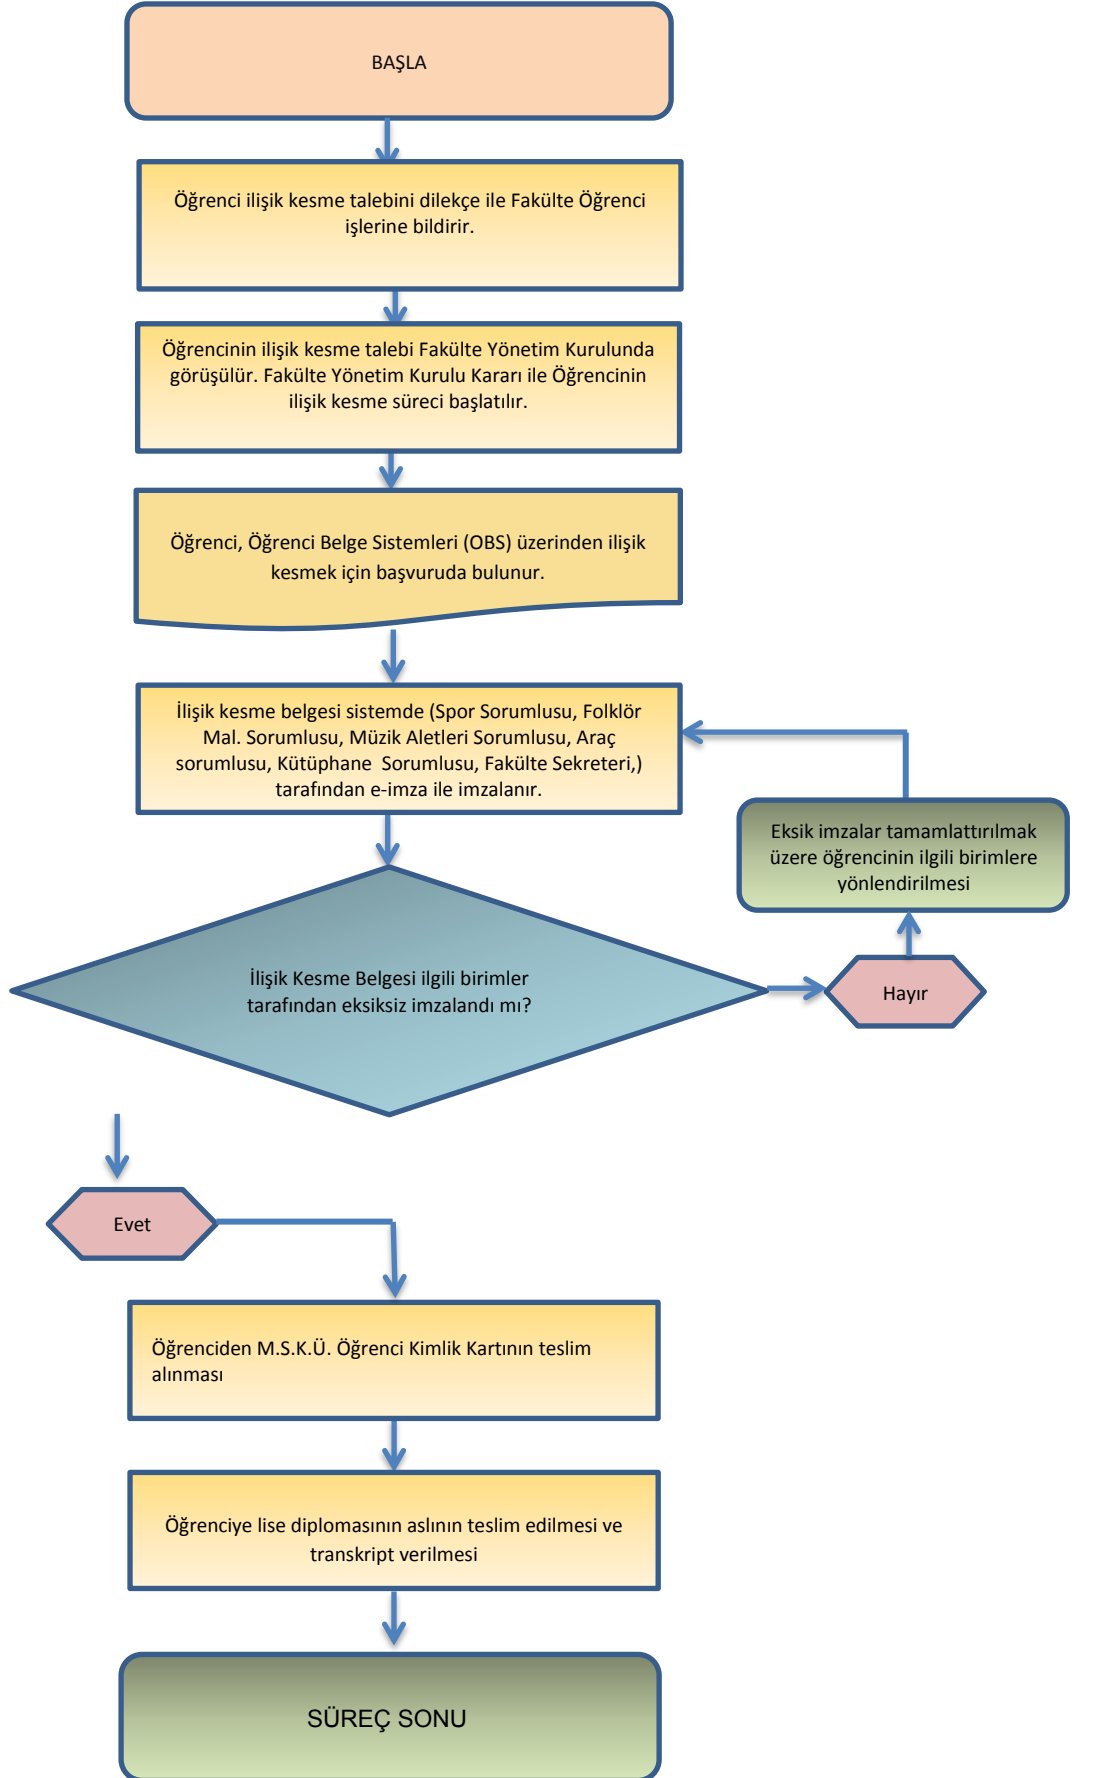 BAŞLA
Öğrenci ilişik kesme talebini dilekçe ile Fakülte Öğrenci
işlerine bildirir.
Öğrencinin ilişik kesme talebi Fakülte Yönetim Kurulunda
görüşülür. Fakülte Yönetim Kurulu Kararı ile Öğrencinin
ilişik kesme süreci başlatılır.
Öğrenci, Öğrenci Belge Sistemleri (OBS) üzerinden ilişik
kesmek için başvuruda bulunur.
İlişik kesme belgesi sistemde (Spor Sorumlusu, Folklör
Mal. Sorumlusu, Müzik Aletleri Sorumlusu, Araç
sorumlusu, Kütüphane Sorumlusu, Fakülte Sekreteri,)
tarafından e-imza ile imzalanır.
Eksik imzalar tamamlattırılmak
üzere öğrencinin ilgili birimlere
yönlendirilmesi
İlişik Kesme Belgesi ilgili birimler
tarafından eksiksiz imzalandı mı?
Hayır
Evet
Öğrenciden M.S.K.Ü. Öğrenci Kimlik Kartının teslim
alınması
Öğrenciye lise diplomasının aslının teslim edilmesi ve
transkript verilmesi
SÜREÇ SONU